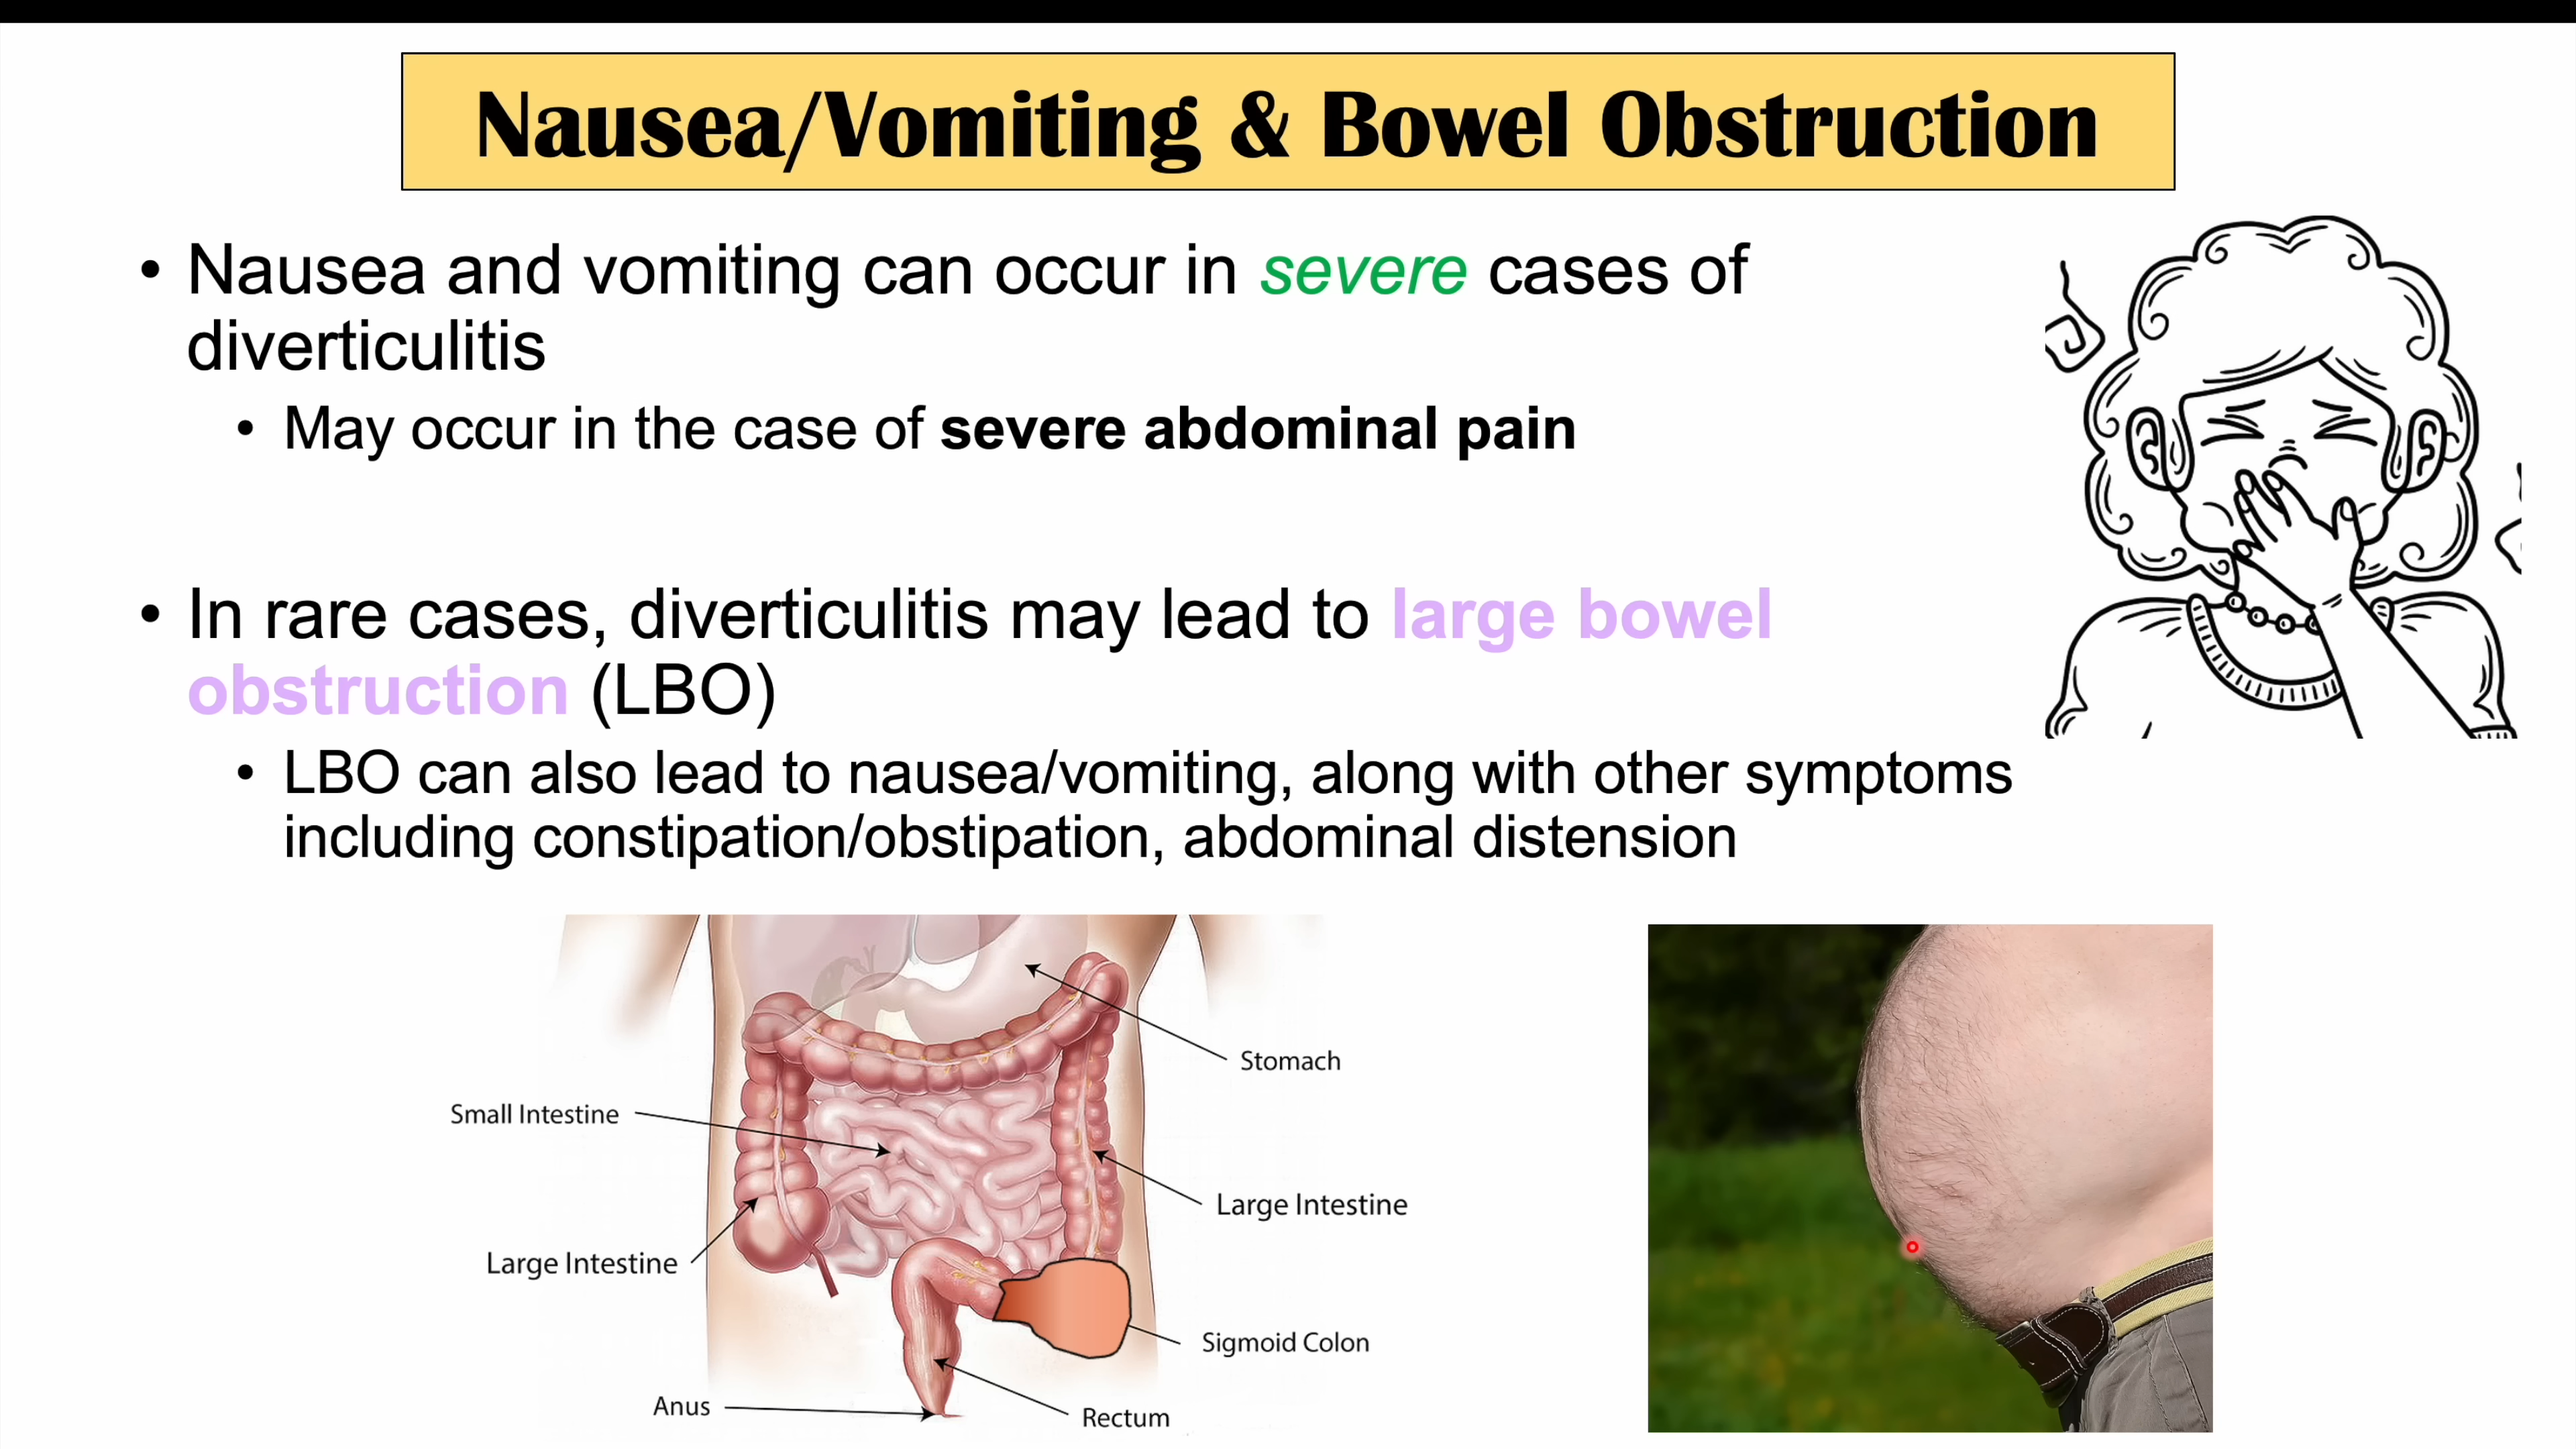 Nausea/Vomiting & Bowel Obstruction
• Nausea and vomiting can occur in severe cases of
diverticulitis
• May occur in the case of severe abdominal pain
• In rare cases, diverticulitis may lead to large bowel
obstruction (LBO)
• LBO can also lead to nausea/vomiting, along with other symptoms
including constipation/obstipation, abdominal distension
Stomach
Small Intestine
Large Intestine
Large Intestine
Sigmoid Colon
Anus
Rectum